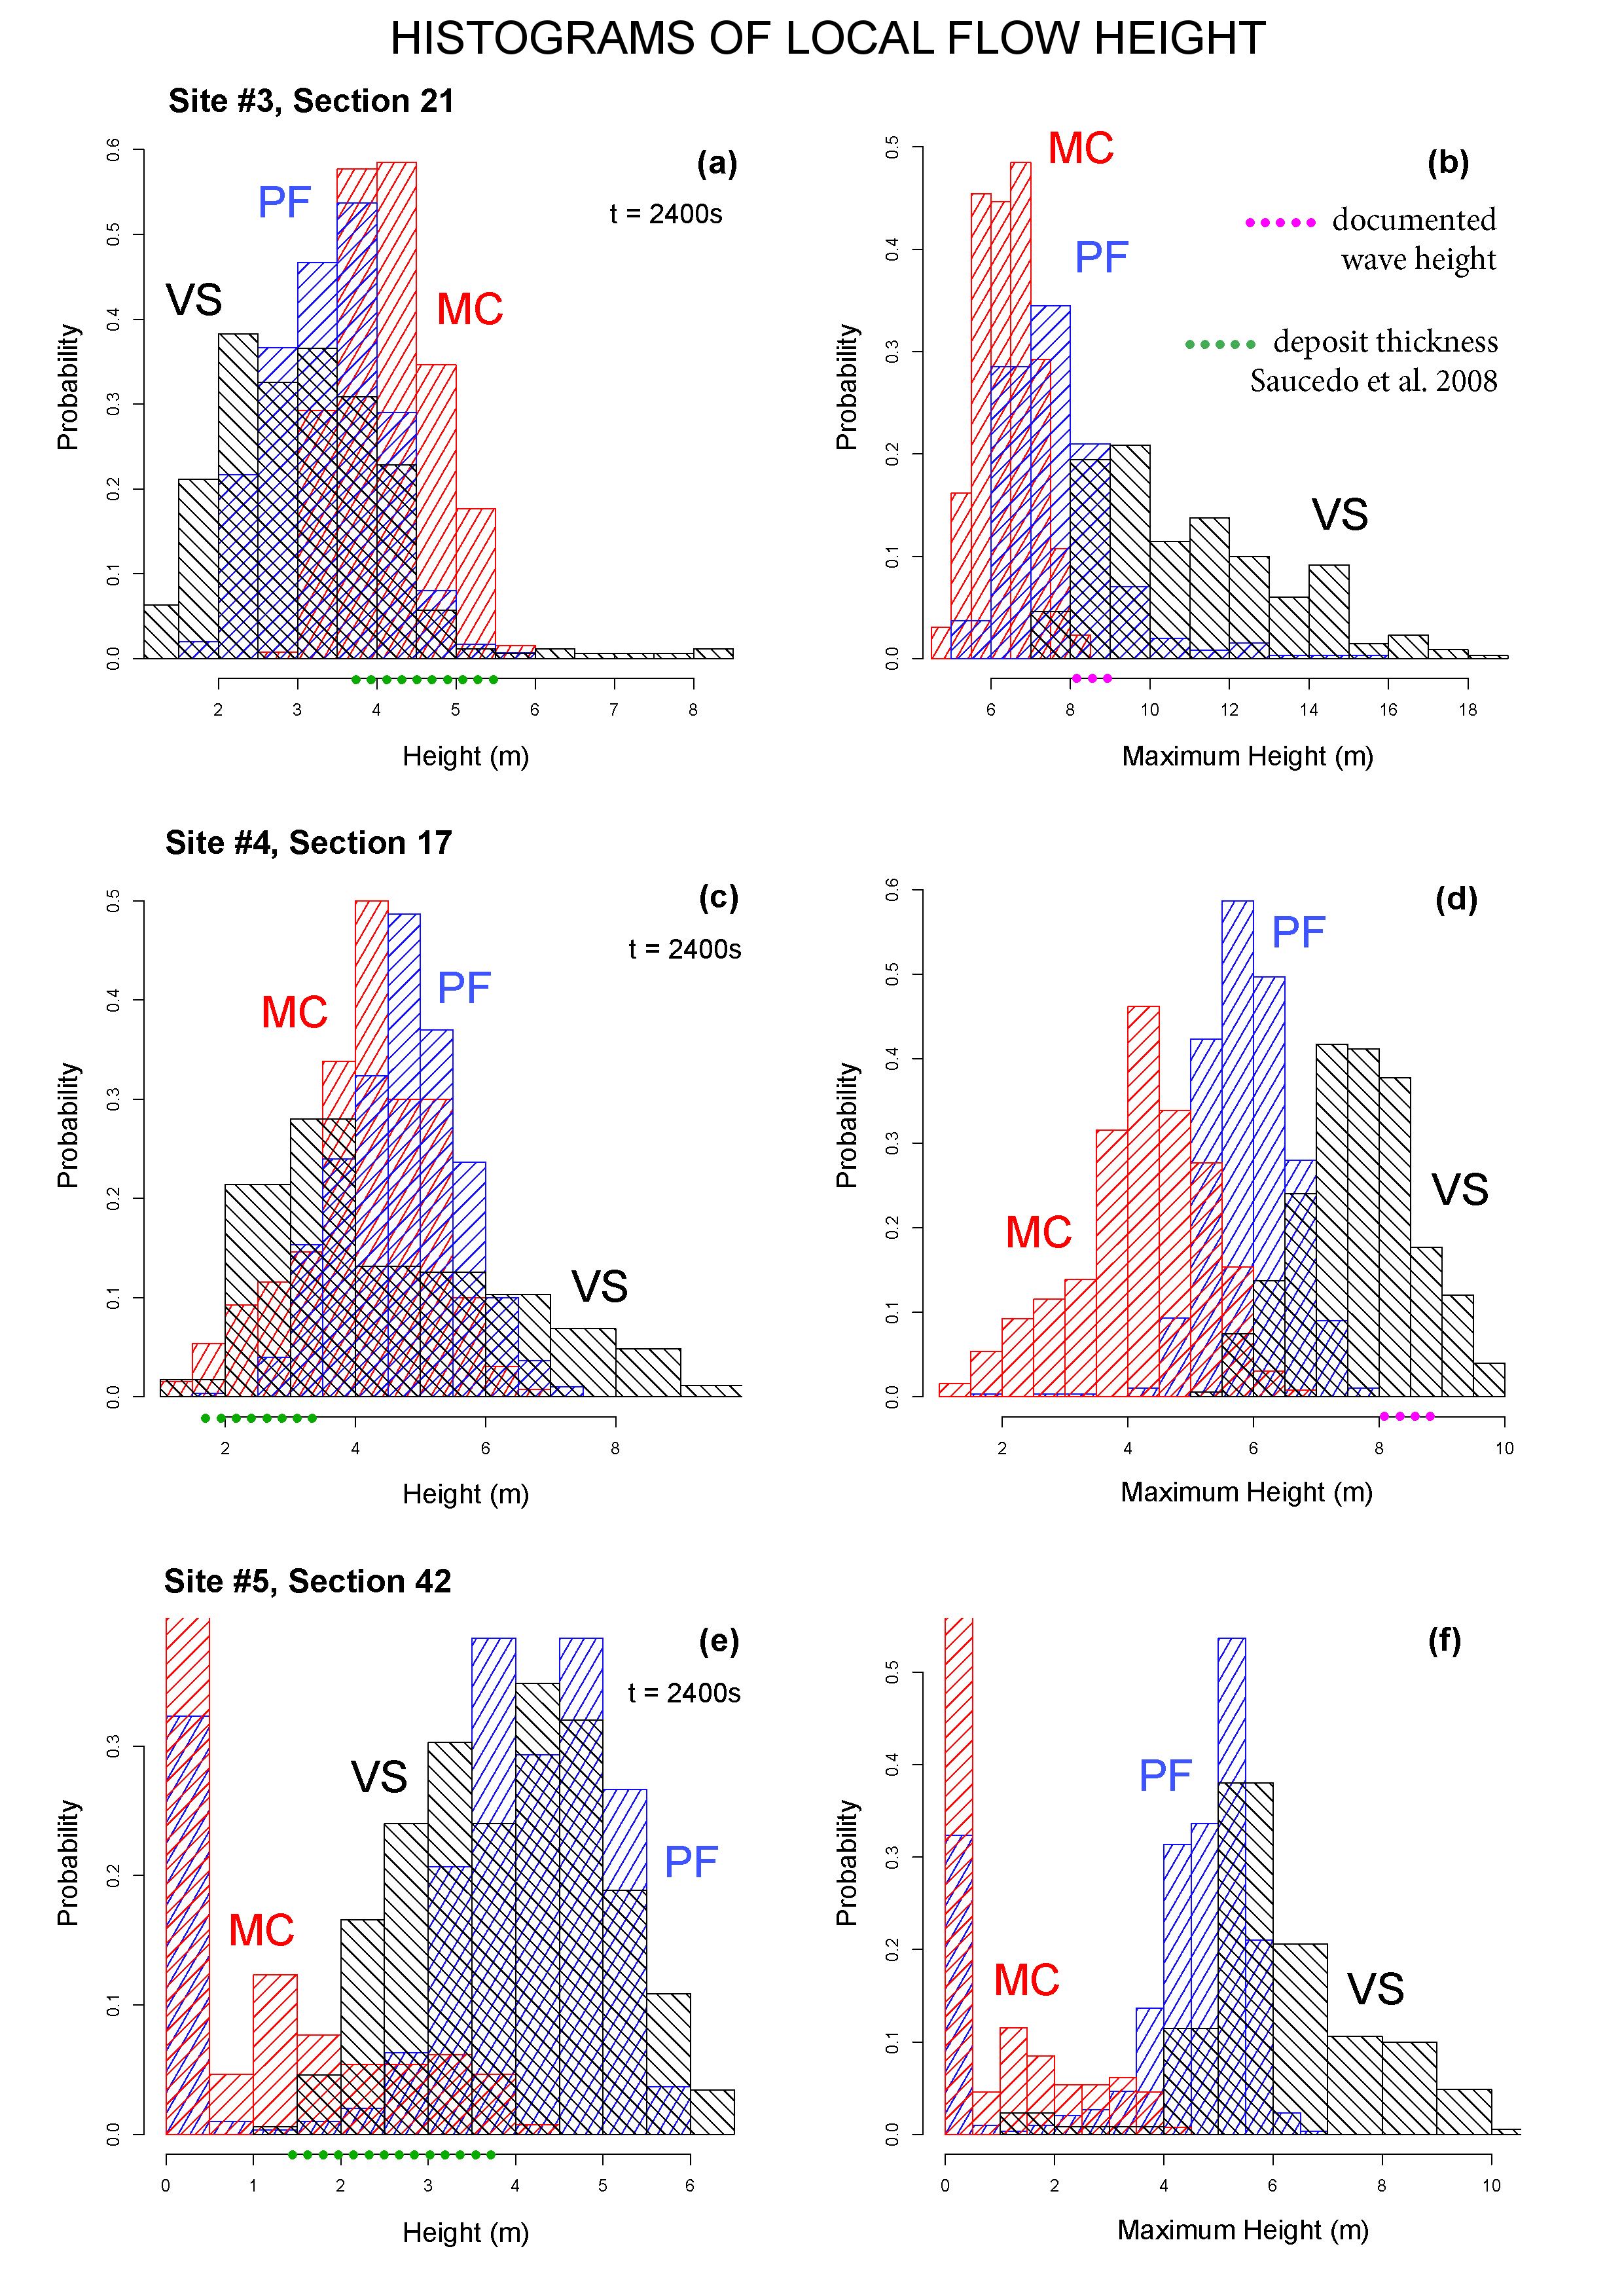 HISTOGRAMS OF LOCAL FLOW HEIGHT
Site #3, Section 21
(a)
t = 2400s
VS
PF
MC
Probability
0.0 0.1 0.2 0.3 0.4 0.5 0.6
2 3 4 5 6 7 8
Height (m)
(b)
MC
PF
VS
documented
wave height
deposit thickness
Saucedo et al. 2008
Probability
0.0 0.1 0.2 0.3 0.4 0.5
6 8 10 12 14 16 18
Maximum Height (m)
Site #4, Section 17
(c)
t = 2400s
MC
PF
VS
Probability
0.0 0.1 0.2 0.3 0.4 0.5
2 4 6 8
Height (m)
(d)
PF
MC
VS
Probability
0.0 0.1 0.2 0.3 0.4 0.5 0.6
2 4 6 8 10
Maximum Height (m)
Site #5, Section 42
(e)
t = 2400s
VS
PF
MC
Probability
0.0 0.1 0.2 0.3
0 1 2 3 4 5 6
Height (m)
(f)
PF
MC
VS
Probability
0.0 0.1 0.2 0.3 0.4 0.5
0 2 4 6 8 10
Maximum Height (m)